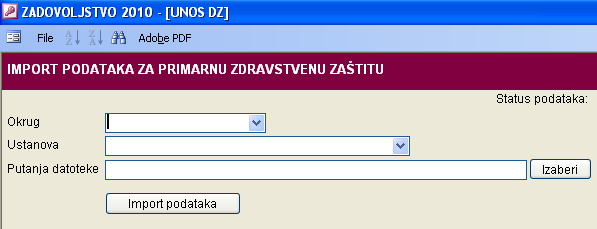 ZADOVOLJSTVO 2010 - [UNOS DZ]
File Adobe PDF
IMPORT PODATAKA ZA PRIMARNU ZDRAVSTVENU ZAŠTITU
Status podataka:
Okrug
Ustanova
Putanja datoteke Izaberi
Import podataka